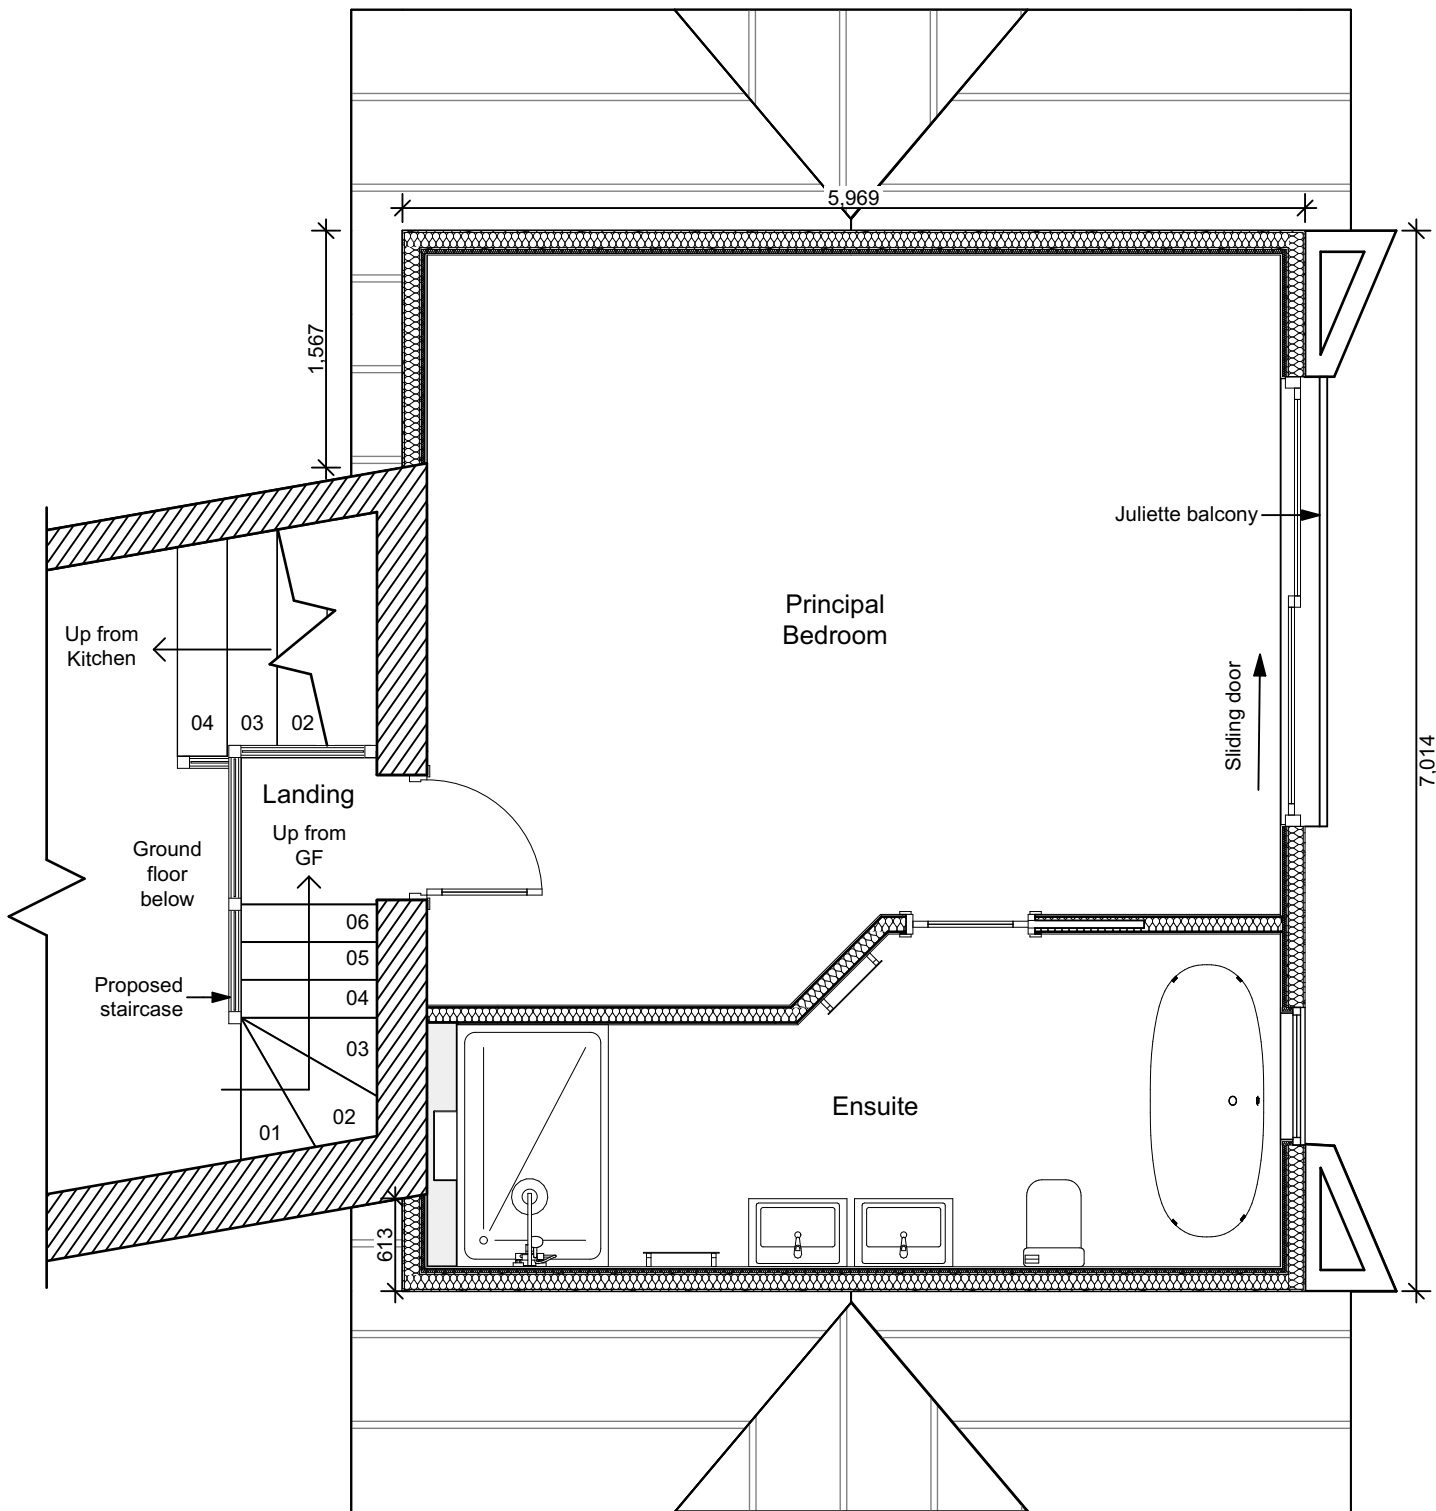 5,969
1,567
Juliette balcony
Principal
Bedroom
Up from
Kitchen
Sliding door
04
03
02
7,014
Landing
Up from
GF
Ground
floor
below
06
05
04
Proposed
staircase
03
02
01
Ensuite
613